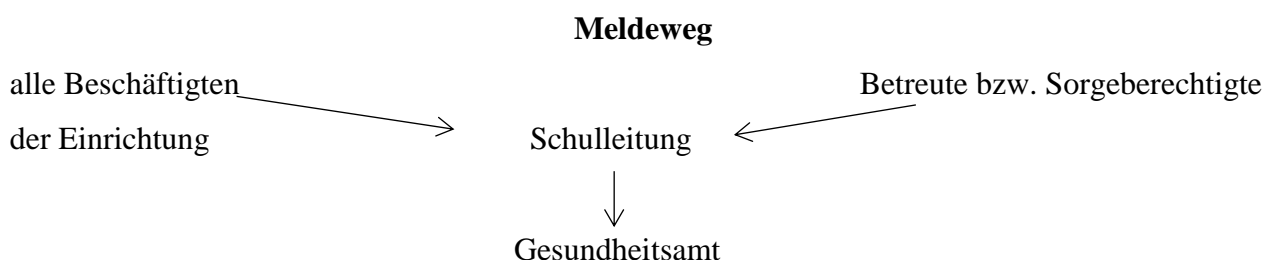 Meldeweg
alle Beschäftigten
Betreute bzw. Sorgeberechtigte
der Einrichtung
Schulleitung
Gesundheitsamt